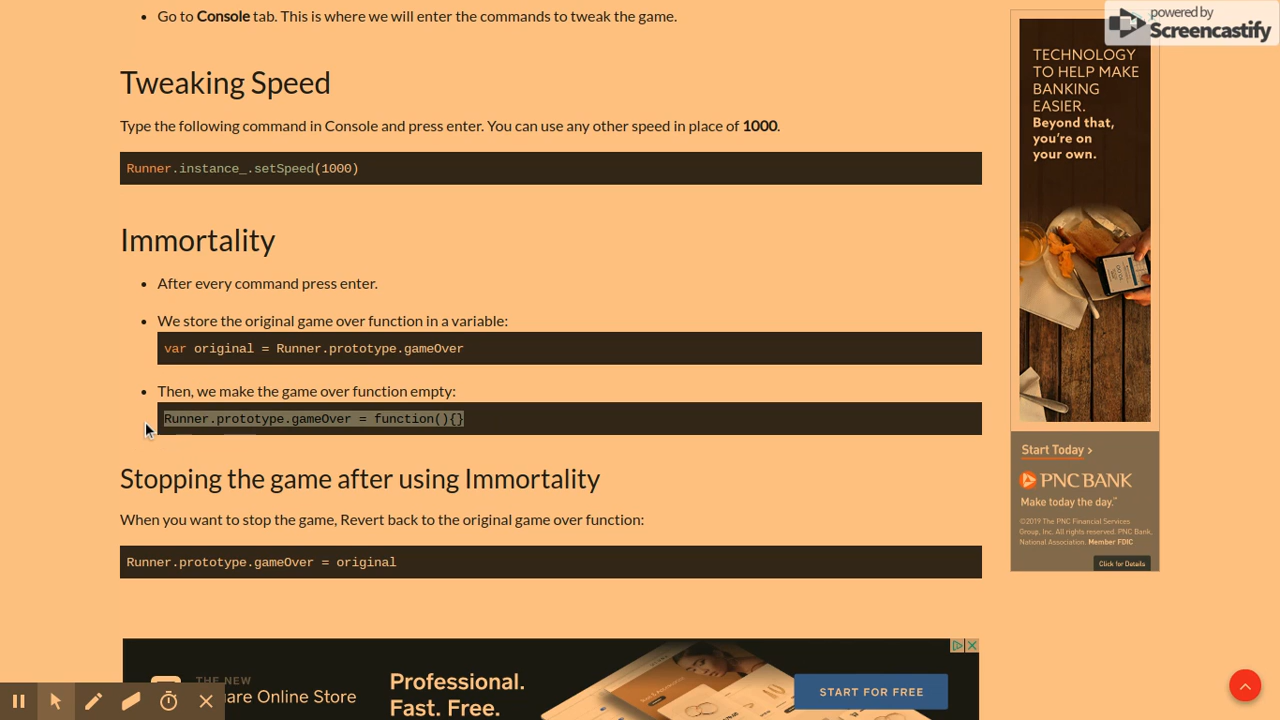 Go to Console tab. This is where we will enter the commands to tweak the game.
Tweaking Speed
Type the following command in Console and press enter. You can use any other speed in place of 1000.
Runner.instance_.setSpeed(1000)
Immortality
After every command press enter.
We store the original game over function in a variable:
var original = Runner.prototype.gameOver
Then, we make the game over function empty:
Runner.prototype.gameOver = function(){}
Stopping the game after using Immortality
When you want to stop the game, Revert back to the original game over function:
Runner.prototype.gameOver = original
THE NEW
are Online Store
Professional.
Fast. Free.
START FOR FREE
powered by
Screencastify
TECHNOLOGY
TO HELP MAKE
BANKING
EASIER.
Beyond that,
you're on
your own.
Start Today >
PNC BANK
Make today the day.℠
©2019 The PNC Financial Services
Group, Inc. All rights reserved. PNC Bank,
National Association. Member FDIC
Click for Details